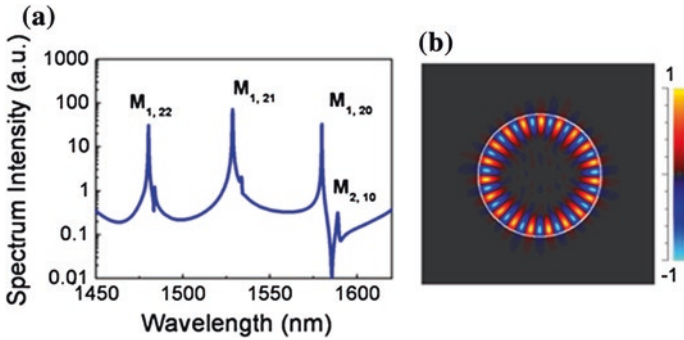 (a)
Spectrum Intensity (a.u.)
1000
100
10
1
0.1
0.01
M1, 22
M1, 21
M1, 20
M2, 10
1450
1500
1550
1600
Wavelength (nm)
(b)
1
-1